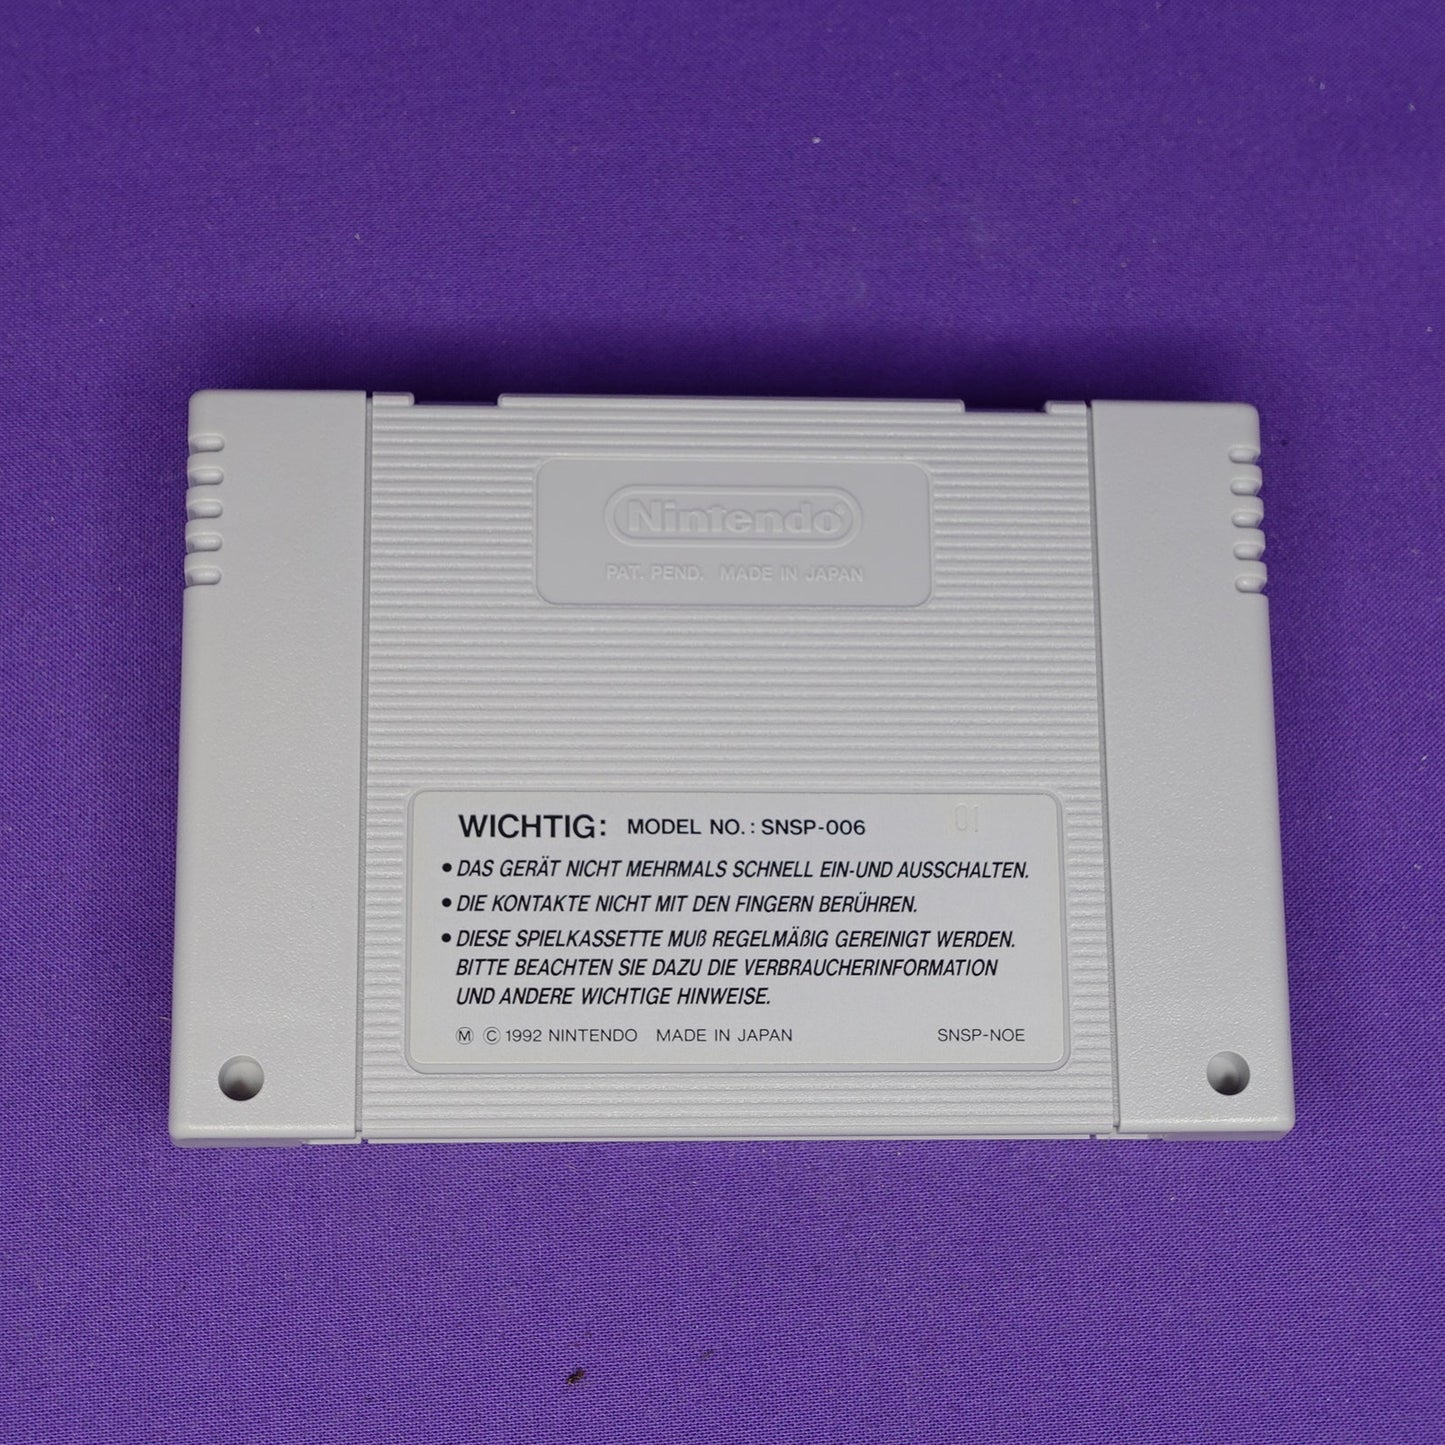 Nintendo®
PAT. PEND. MADE IN JAPAN
WICHTIG: MODEL NO.: SNSP-006 01
• DAS GERÄT NICHT MEHRMALS SCHNELL EIN-UND AUSSCHALTEN.
• DIE KONTAKTE NICHT MIT DEN FINGERN BERÜHREN.
• DIESE SPIELKASSETTE MUß REGELMÄßIG GEREINIGT WERDEN.
BITTE BEACHTEN SIE DAZU DIE VERBRAUCHERINFORMATION
UND ANDERE WICHTIGE HINWEISE.
Ⓜ © 1992 NINTENDO MADE IN JAPAN SNSP-NOE